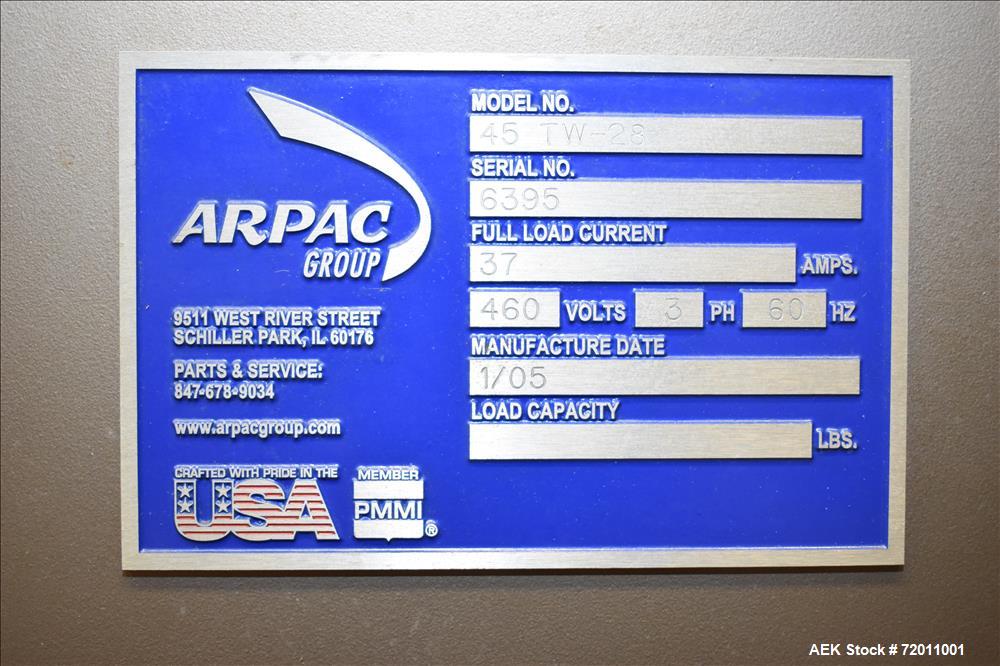 ARPAC
GROUP
9511 WEST RIVER STREET
SCHILLER PARK, IL 60176
PARTS & SERVICE:
847-678-9034
www.arpacgroup.com
CRAFTED WITH PRIDE IN THE
USA
MEMBER
PMMI®
MODEL NO.
45 TW-28
SERIAL NO.
6395
FULL LOAD CURRENT
37 AMPS.
460 VOLTS 3 PH 60 HZ
MANUFACTURE DATE
1/05
LOAD CAPACITY
LBS.
AEK Stock # 72011001